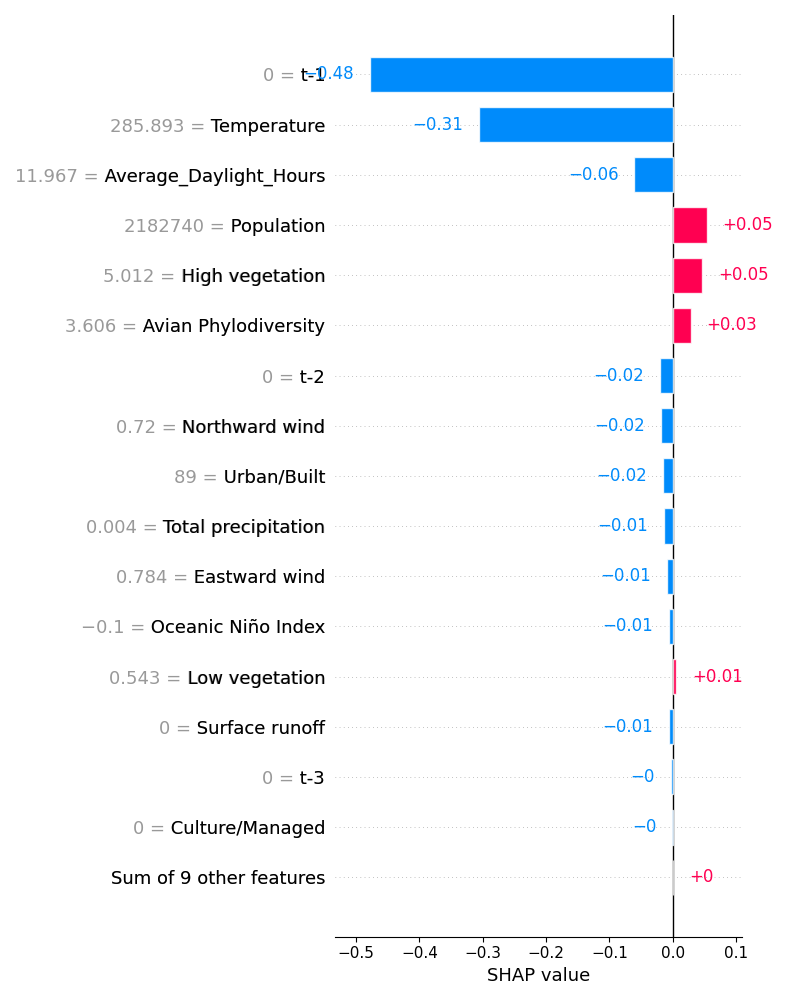 0 = t-1 −0.48
285.893 = Temperature −0.31
11.967 = Average_Daylight_Hours −0.06
2182740 = Population +0.05
5.012 = High vegetation +0.05
3.606 = Avian Phylodiversity +0.03
0 = t-2 −0.02
0.72 = Northward wind −0.02
89 = Urban/Built −0.02
0.004 = Total precipitation −0.01
0.784 = Eastward wind −0.01
−0.1 = Oceanic Niño Index −0.01
0.543 = Low vegetation +0.01
0 = Surface runoff −0.01
0 = t-3 −0
0 = Culture/Managed −0
Sum of 9 other features +0
−0.5 −0.4 −0.3 −0.2 −0.1 0.0 0.1
SHAP value